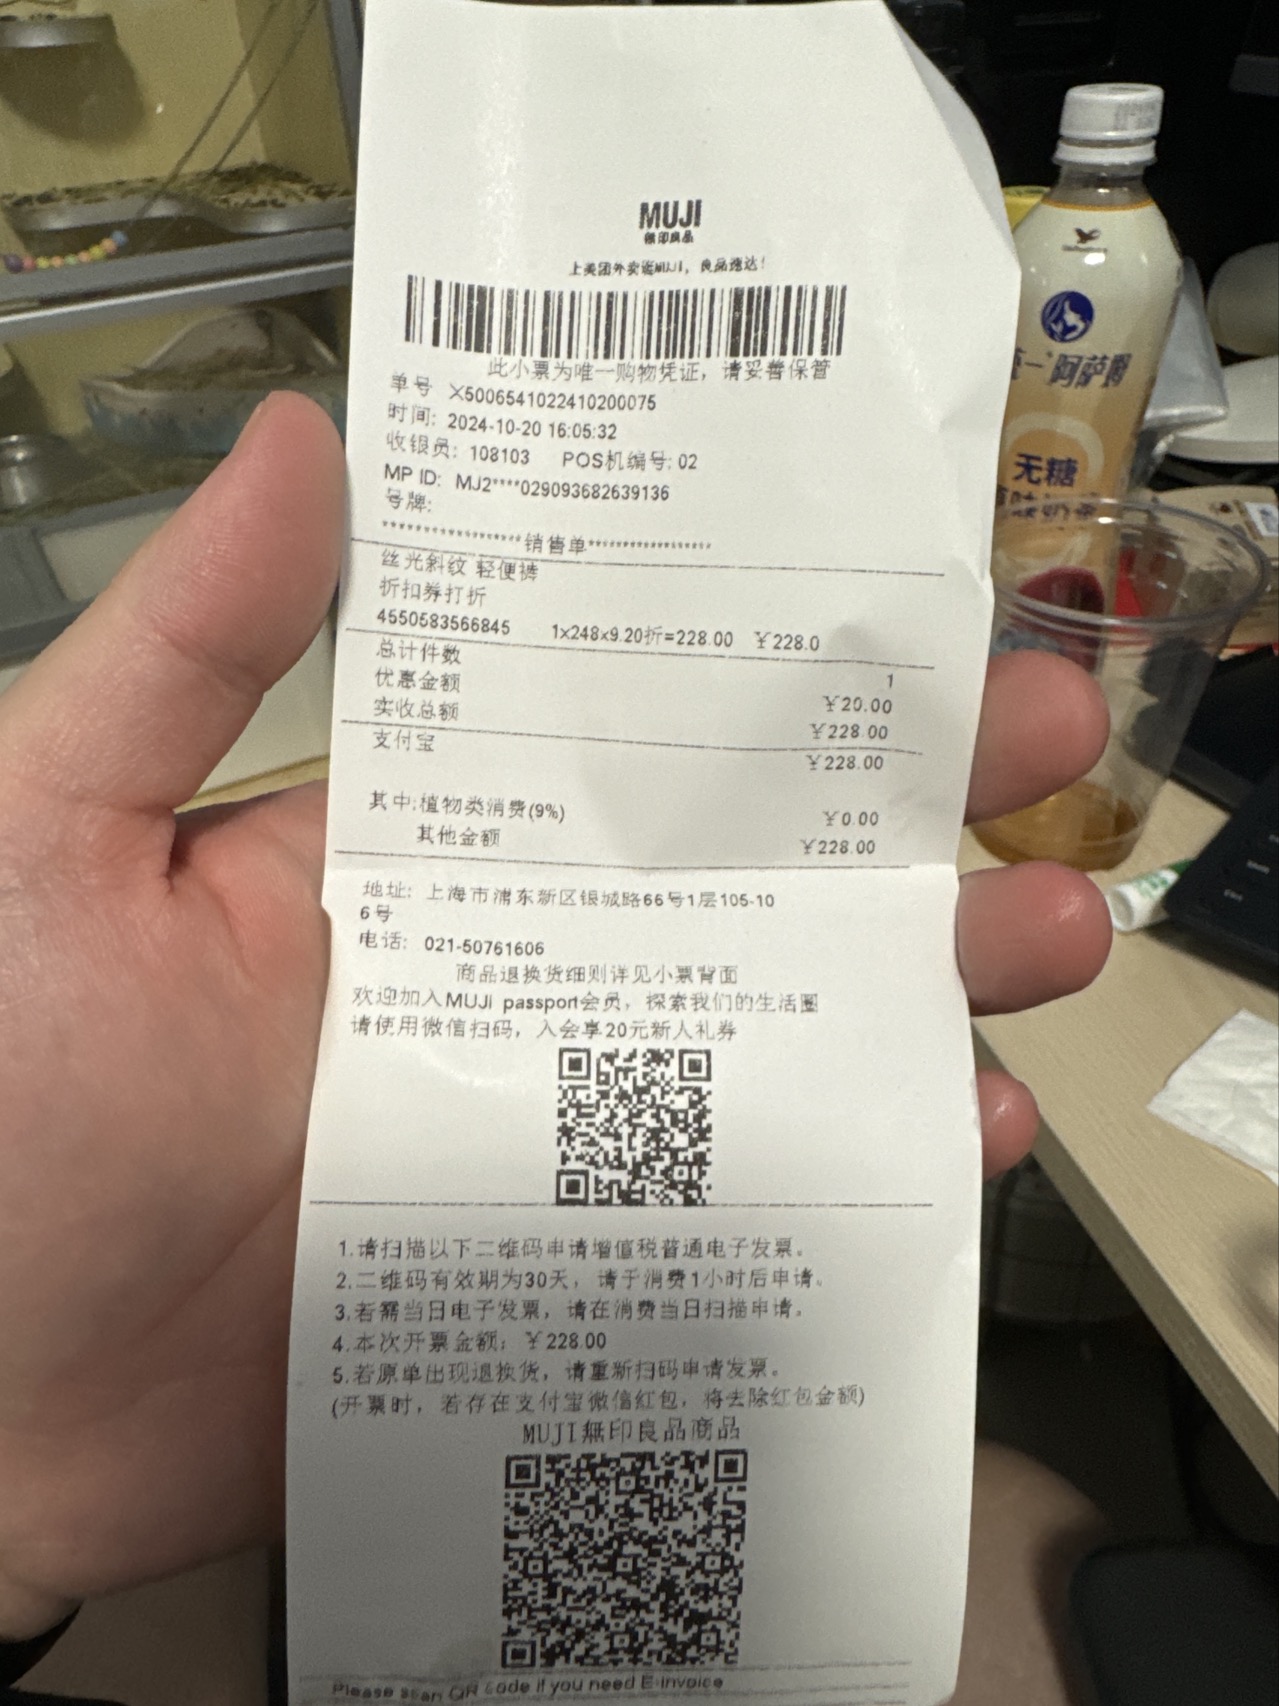 MUJI
無印良品
上美团外卖逛MUJI，良品速达！
此小票为唯一购物凭证，请妥善保管
单号 X5006541022410200075
时间: 2024-10-20 16:05:32
收银员: 108103 POS机编号: 02
MP ID: MJ2****029093682639136
号牌:
********************销售单******************
丝光斜纹 轻便裤
折扣券打折
4550583566845 1x248x9.20折=228.00 ￥228.0
总计件数 1
优惠金额 ￥20.00
实收总额 ￥228.00
支付宝 ￥228.00
其中:植物类消费(9%) ￥0.00
其他金额 ￥228.00
地址: 上海市浦东新区银城路66号1层105-10
6号
电话: 021-50761606
商品退换货细则详见小票背面
欢迎加入MUJI passport会员，探索我们的生活圈
请使用微信扫码，入会享20元新人礼券
1.请扫描以下二维码申请增值税普通电子发票。
2.二维码有效期为30天，请于消费1小时后申请。
3.若需当日电子发票，请在消费当日扫描申请。
4.本次开票金额: ￥228.00
5.若原单出现退换货，请重新扫码申请发票。
(开票时，若存在支付宝微信红包，将去除红包金额)
MUJI無印良品商品
Please scan QR code if you need E-invoice
统一 阿萨姆
无糖